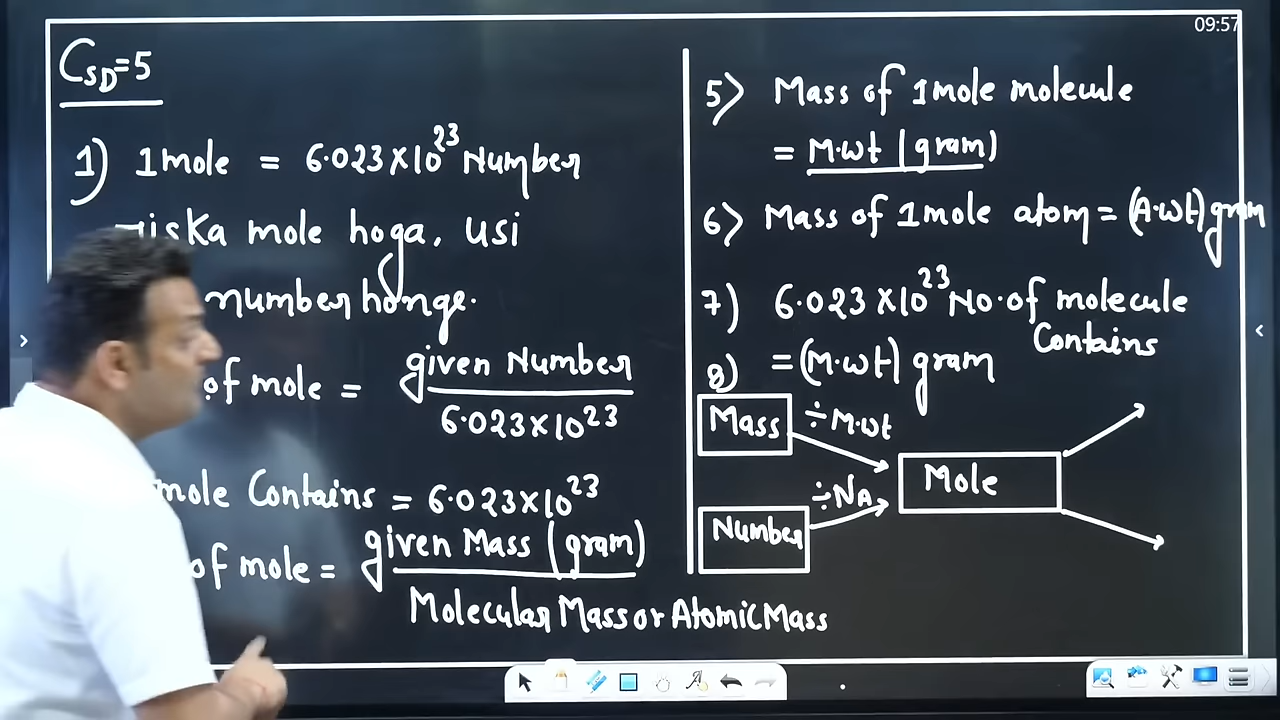 09:57
CSD=5
1) 1mole = 6.023×10²³ Number
jiska mole hoga, usi
number honge.
of mole = given Number
6.023×10²³
mole Contains = 6.023×10²³
of mole = given Mass (gram)
Molecular Mass or Atomic Mass
5) Mass of 1mole molecule
= M.wt (gram)
6) Mass of 1mole atom = (A.wt) gram
7) 6.023×10²³ No. of molecule
Contains
= (M.wt) gram
8)
Mass ÷M.wt
Mole
Number ÷NA